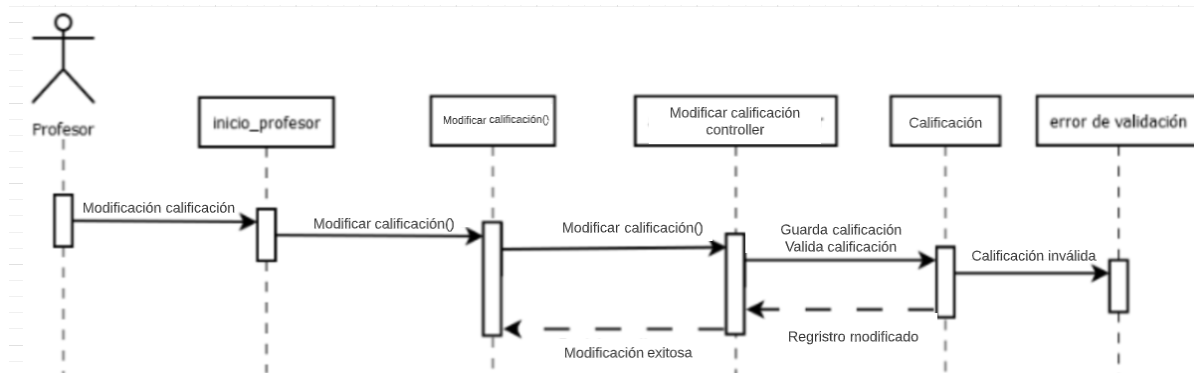 Profesor
inicio_profesor
Modificar calificación()
Modificar calificación
controller
Calificación
error de validación
Modificación calificación
Modificar calificación()
Modificar calificación()
Guarda calificación
Valida calificación
Calificación inválida
Regristro modificado
Modificación exitosa